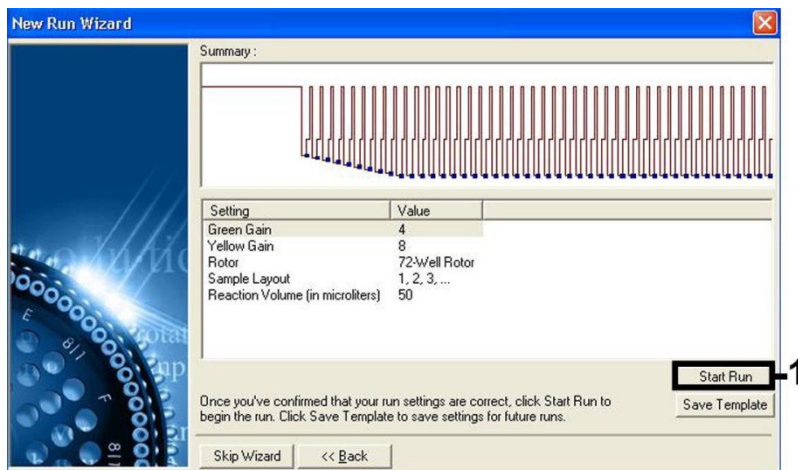 New Run Wizard
Summary :
Setting Value
Green Gain 4
Yellow Gain 8
Rotor 72-Well Rotor
Sample Layout 1, 2, 3, ...
Reaction Volume (in microliters) 50
Start Run 1
Once you've confirmed that your run settings are correct, click Start Run to
begin the run. Click Save Template to save settings for future runs.
Save Template
Skip Wizard << Back